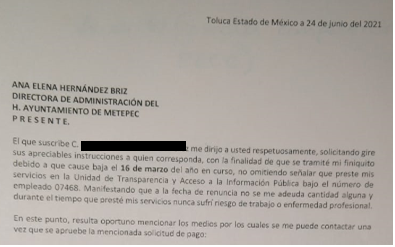 Toluca Estado de México a 24 de junio del 2021
ANA ELENA HERNÁNDEZ BRIZ
DIRECTORA DE ADMINISTRACIÓN DEL
H. AYUNTAMIENTO DE METEPEC
P R E S E N T E.
El que suscribe C. z me dirijo a usted respetuosamente, solicitando gire
sus apreciables instrucciones a quien corresponda, con la finalidad de que se tramité mi finiquito
debido a que cause baja el 16 de marzo del año en curso, no omitiendo señalar que preste mis
servicios en la Unidad de Transparencia y Acceso a la Información Pública bajo el número de
empleado 07468. Manifestando que a la fecha de renuncia no se me adeuda cantidad alguna y
durante el tiempo que presté mis servicios nunca sufrí riesgo de trabajo o enfermedad profesional.
En este punto, resulta oportuno mencionar los medios por los cuales se me puede contactar una
vez que se apruebe la mencionada solicitud de pago: